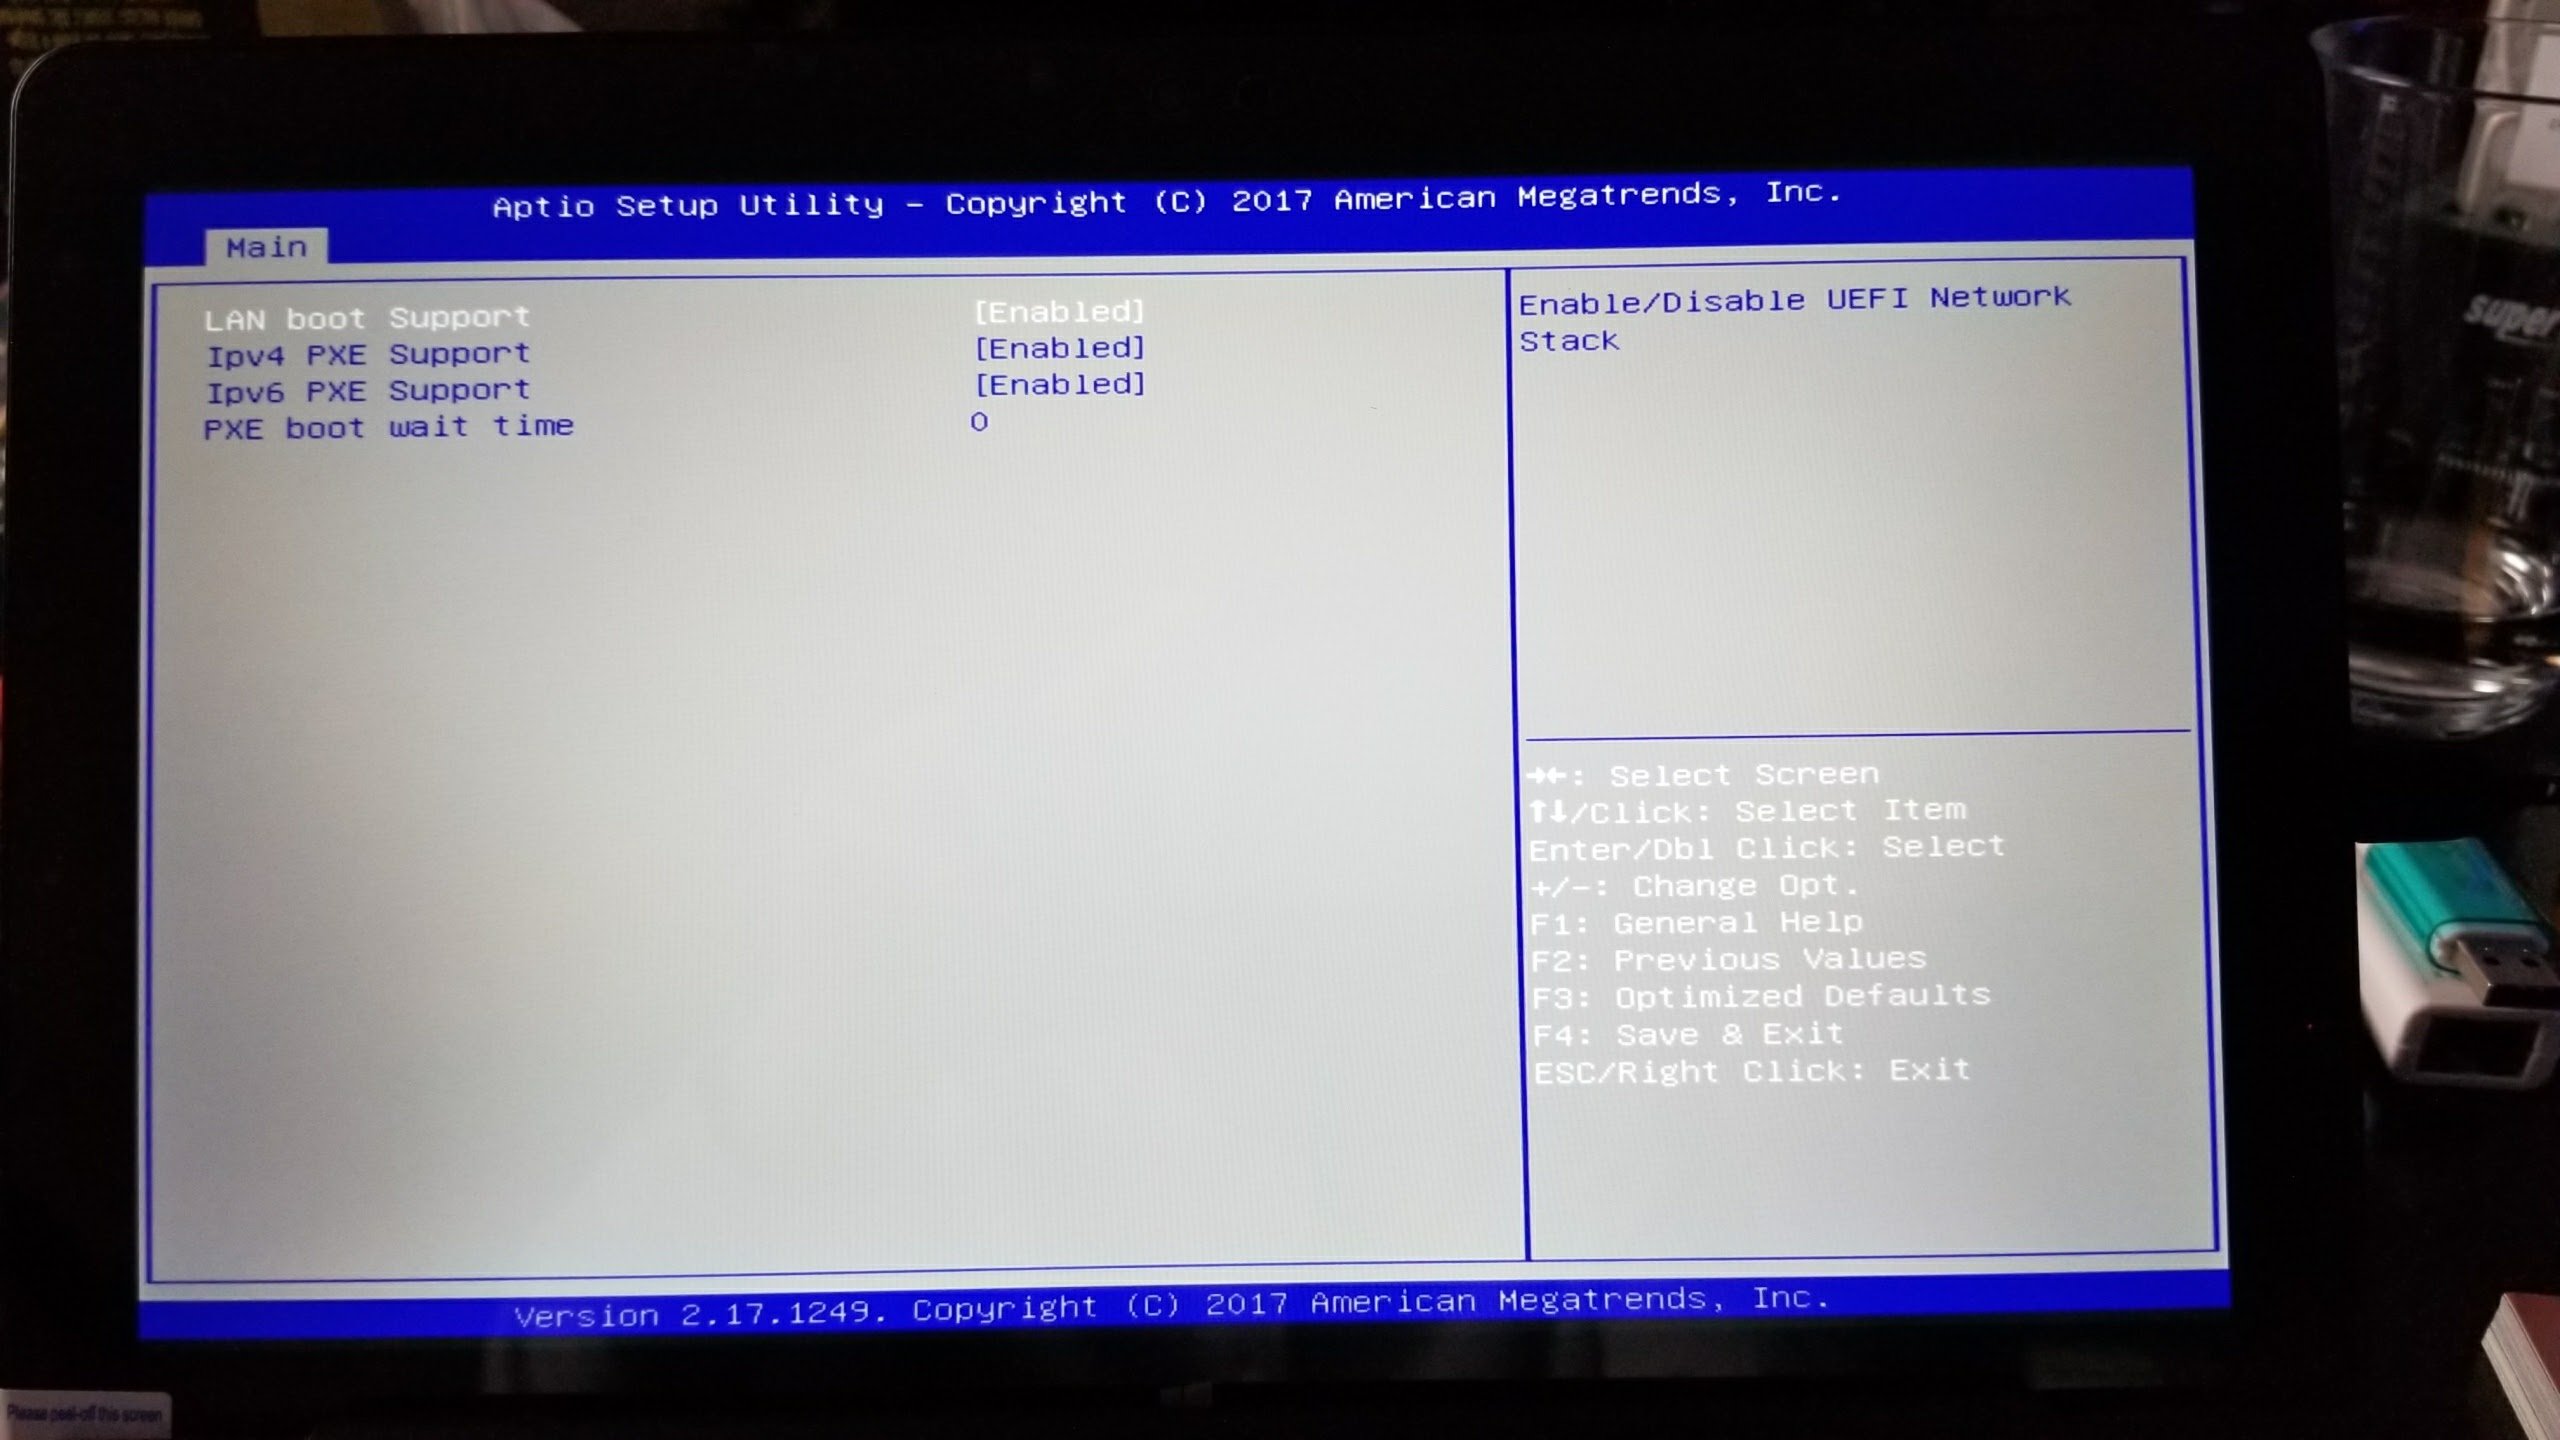 Aptio Setup Utility – Copyright (C) 2017 American Megatrends, Inc.
Main
LAN boot Support [Enabled]
Ipv4 PXE Support [Enabled]
Ipv6 PXE Support [Enabled]
PXE boot wait time 0
Enable/Disable UEFI Network
Stack
→←: Select Screen
↑↓/Click: Select Item
Enter/Dbl Click: Select
+/-: Change Opt.
F1: General Help
F2: Previous Values
F3: Optimized Defaults
F4: Save & Exit
ESC/Right Click: Exit
Version 2.17.1249. Copyright (C) 2017 American Megatrends, Inc.
Please peel-off this screen
super